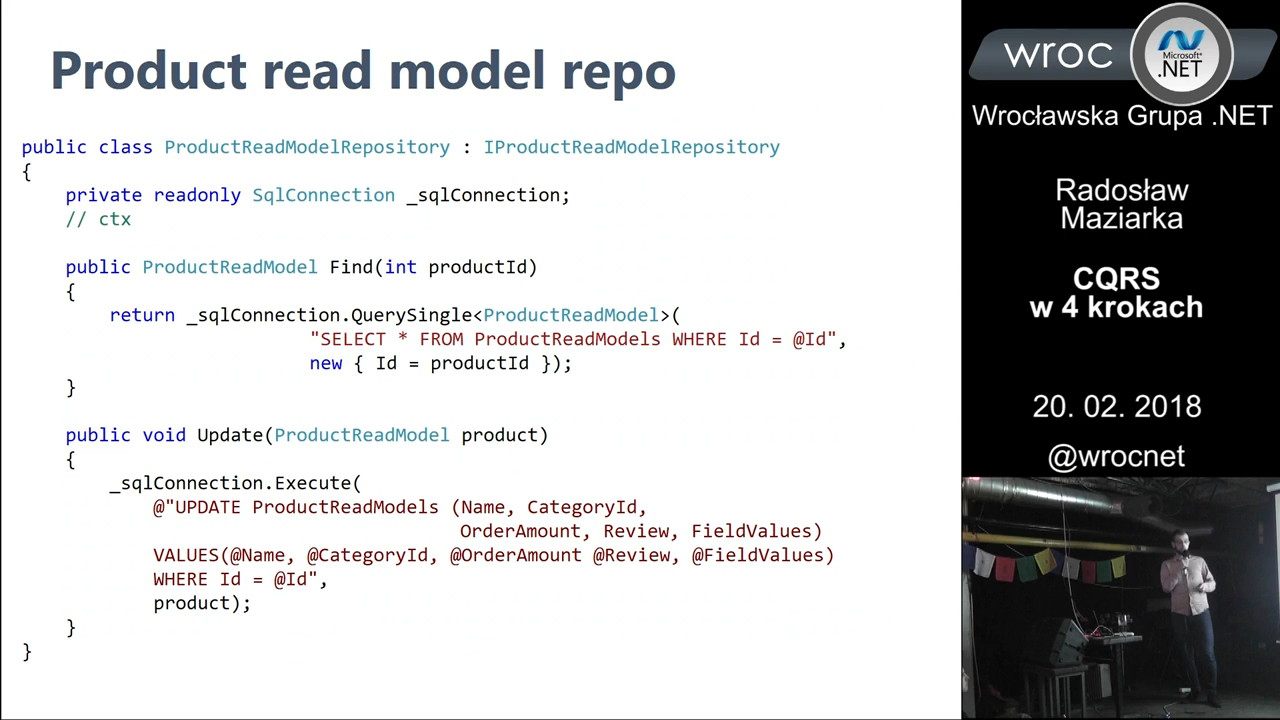 Product read model repo
public class ProductReadModelRepository : IProductReadModelRepository
{
private readonly SqlConnection _sqlConnection;
// ctx
public ProductReadModel Find(int productId)
{
return _sqlConnection.QuerySingle<ProductReadModel>(
"SELECT * FROM ProductReadModels WHERE Id = @Id",
new { Id = productId });
}
public void Update(ProductReadModel product)
{
_sqlConnection.Execute(
@"UPDATE ProductReadModels (Name, CategoryId,
OrderAmount, Review, FieldValues)
VALUES(@Name, @CategoryId, @OrderAmount @Review, @FieldValues)
WHERE Id = @Id",
product);
}
}
wroc
Microsoft®
.NET
Wrocławska Grupa .NET
Radosław
Maziarka
CQRS
w 4 krokach
20. 02. 2018
@wrocnet